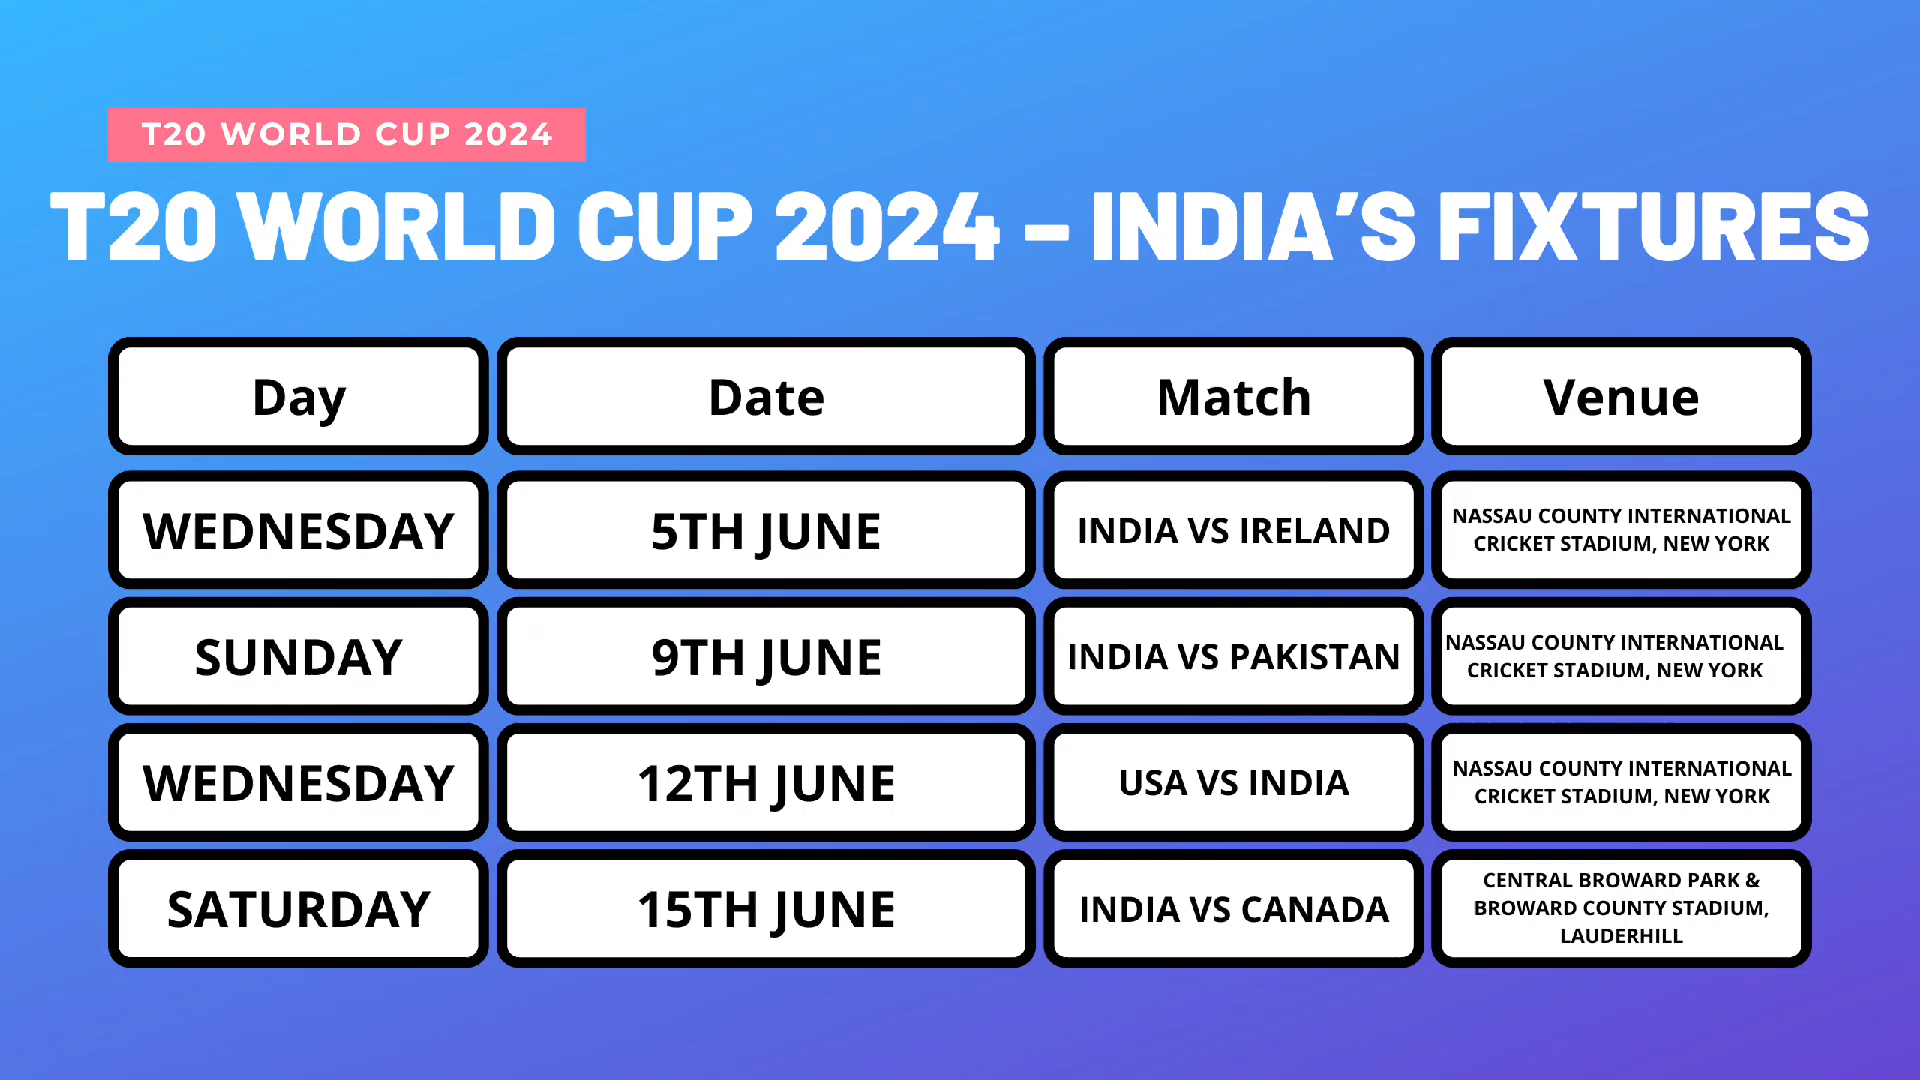 T20 WORLD CUP 2024
T20 WORLD CUP 2024 – INDIA’S FIXTURES
Day Date Match Venue
WEDNESDAY 5TH JUNE INDIA VS IRELAND NASSAU COUNTY INTERNATIONAL
CRICKET STADIUM, NEW YORK
SUNDAY 9TH JUNE INDIA VS PAKISTAN NASSAU COUNTY INTERNATIONAL
CRICKET STADIUM, NEW YORK
WEDNESDAY 12TH JUNE USA VS INDIA NASSAU COUNTY INTERNATIONAL
CRICKET STADIUM, NEW YORK
SATURDAY 15TH JUNE INDIA VS CANADA CENTRAL BROWARD PARK &
BROWARD COUNTY STADIUM,
LAUDERHILL